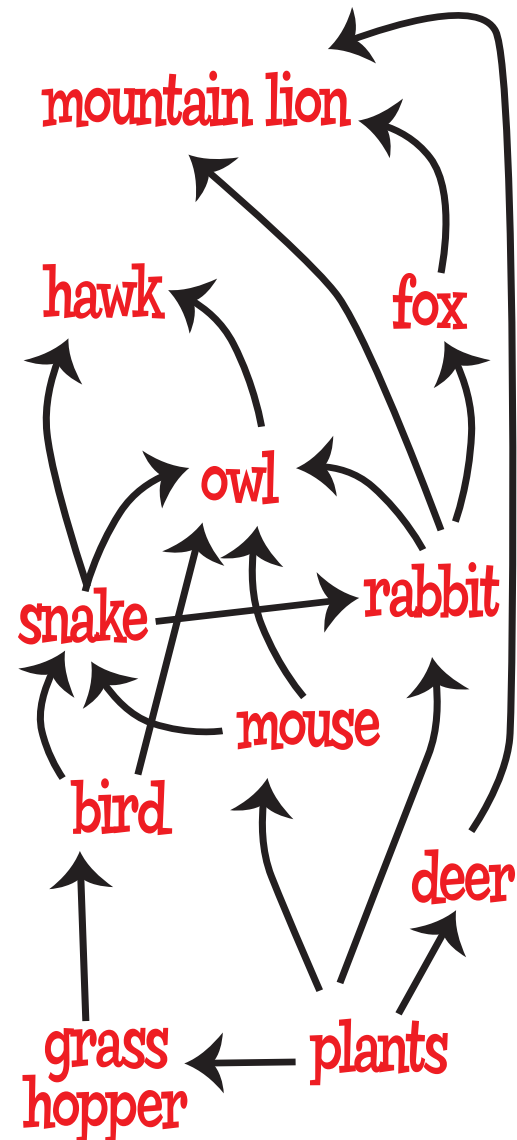 mountain lion
hawk
fox
owl
snake
rabbit
mouse
bird
deer
grass
hopper
plants